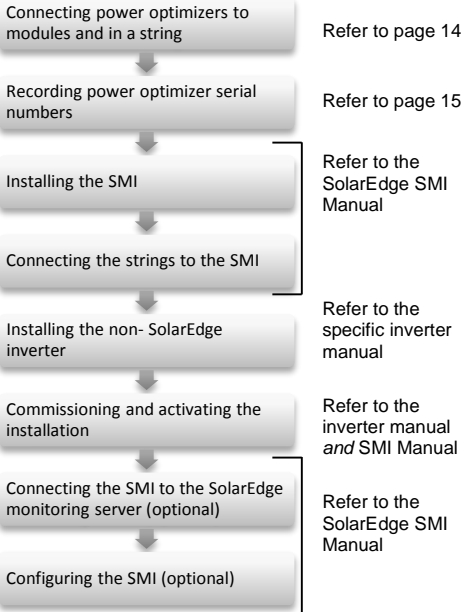 Connecting power optimizers to
modules and in a string
Refer to page 14
Recording power optimizer serial
numbers
Refer to page 15
Installing the SMI
Refer to the
SolarEdge SMI
Manual
Connecting the strings to the SMI
Installing the non- SolarEdge
inverter
Refer to the
specific inverter
manual
Commissioning and activating the
installation
Refer to the
inverter manual
and SMI Manual
Connecting the SMI to the SolarEdge
monitoring server (optional)
Refer to the
SolarEdge SMI
Manual
Configuring the SMI (optional)